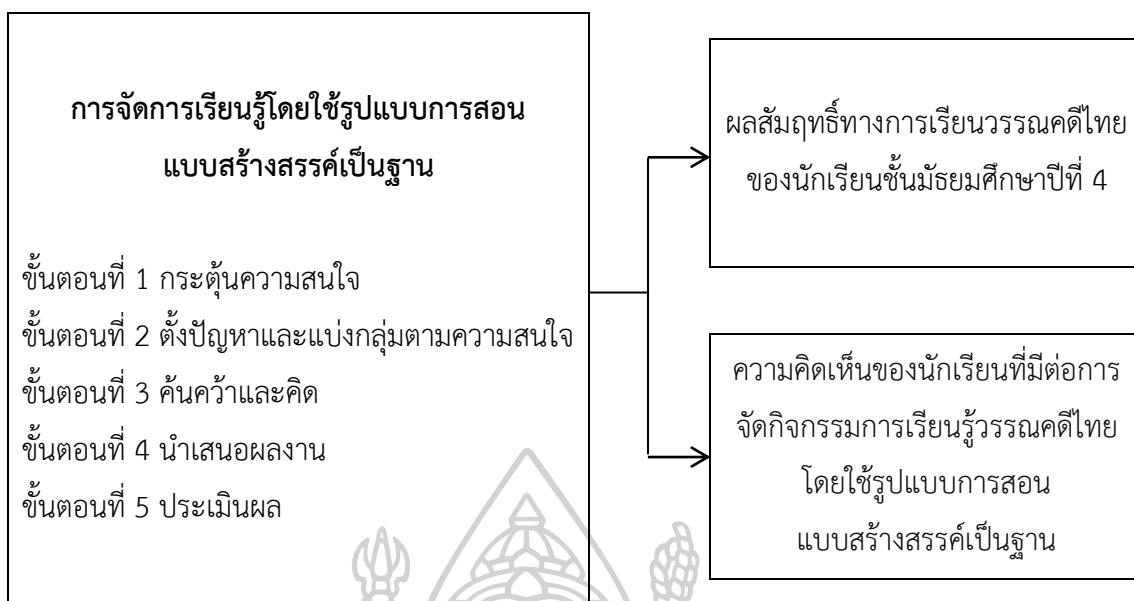 การจัดการเรียนรู้โดยใช้รูปแบบการสอน
แบบสร้างสรรค์เป็นฐาน
ขั้นตอนที่ 1 กระตุ้นความสนใจ
ขั้นตอนที่ 2 ตั้งปัญหาและแบ่งกลุ่มตามความสนใจ
ขั้นตอนที่ 3 ค้นคว้าและคิด
ขั้นตอนที่ 4 นำเสนอผลงาน
ขั้นตอนที่ 5 ประเมินผล
ผลสัมฤทธิ์ทางการเรียนวรรณคดีไทย
ของนักเรียนชั้นมัธยมศึกษาปีที่ 4
ความคิดเห็นของนักเรียนที่มีต่อการ
จัดกิจกรรมการเรียนรู้วรรณคดีไทย
โดยใช้รูปแบบการสอน
แบบสร้างสรรค์เป็นฐาน